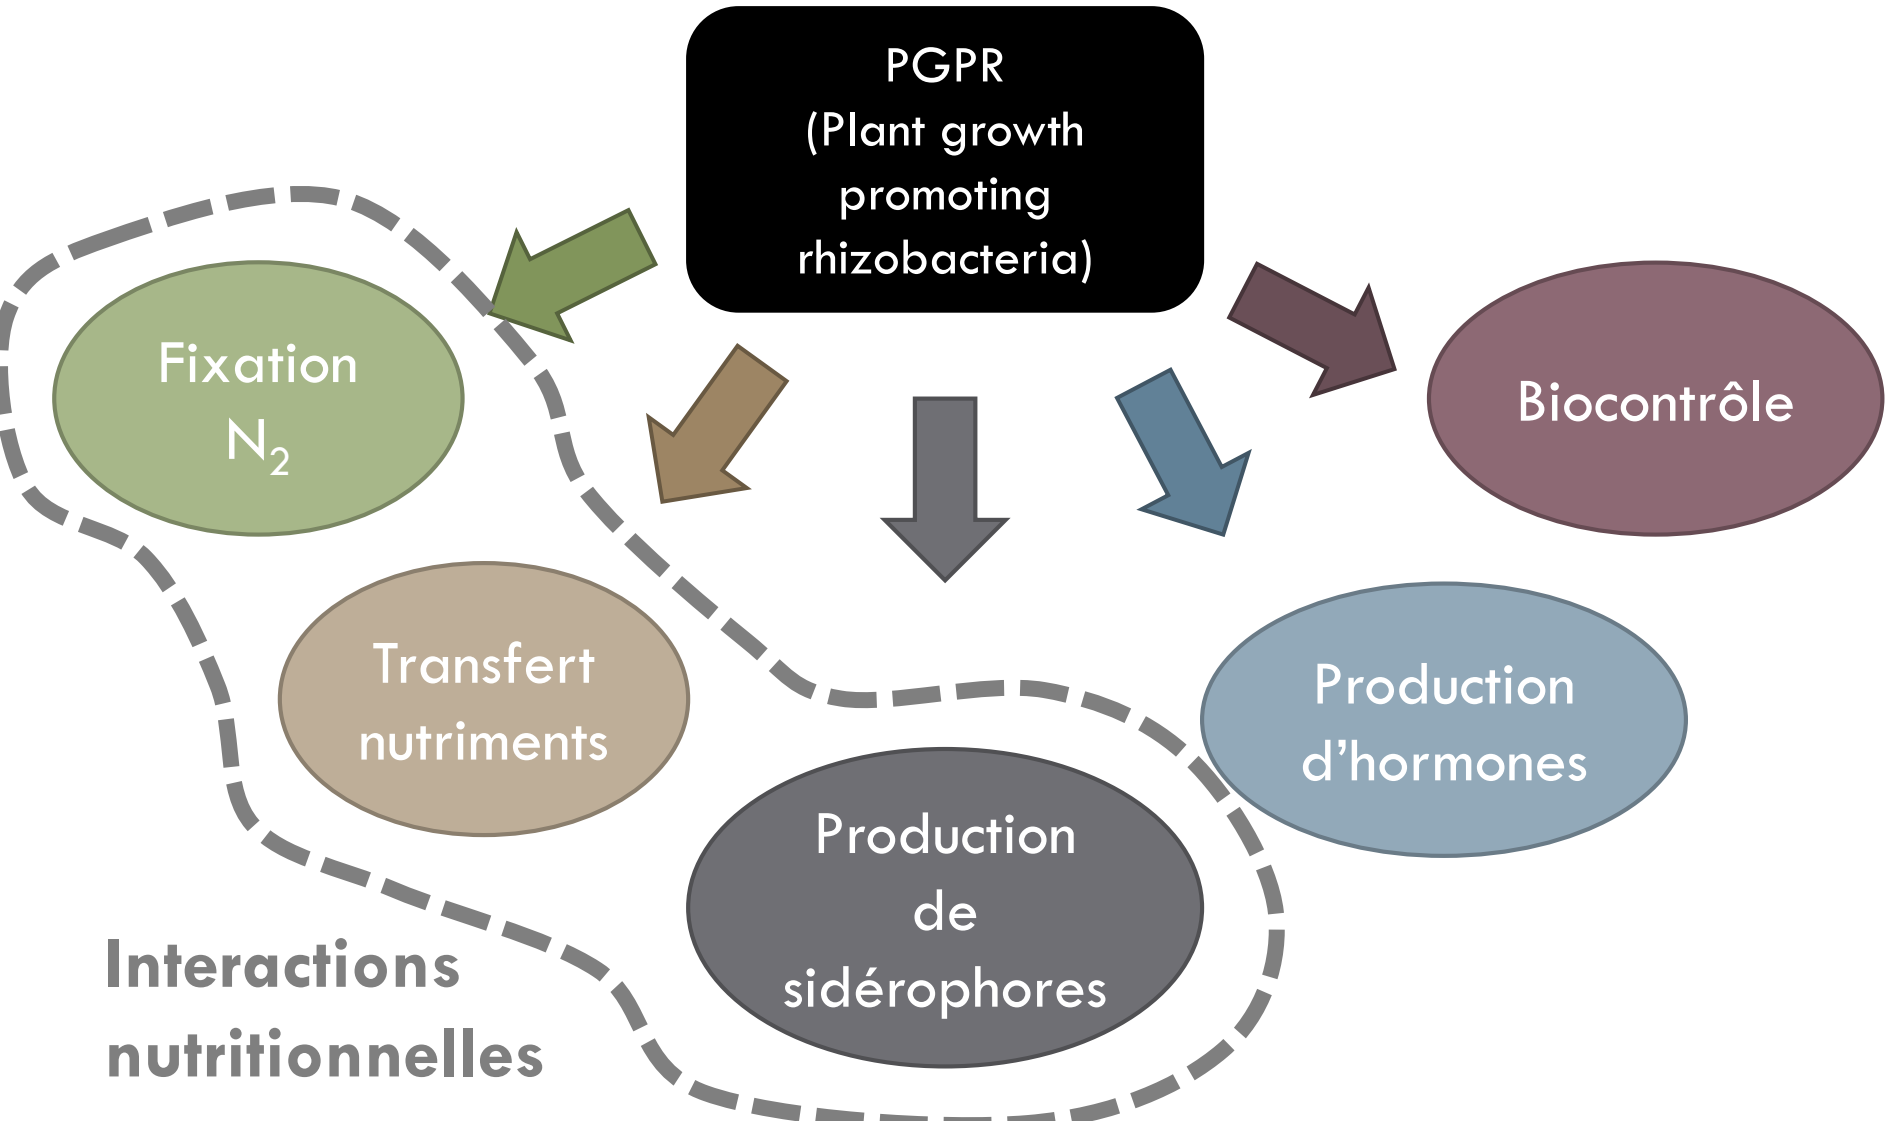 PGPR
(Plant growth
promoting
rhizobacteria)
Fixation
N₂
Biocontrôle
Transfert
nutriments
Production
d’hormones
Production
de
sidérophores
Interactions
nutritionnelles